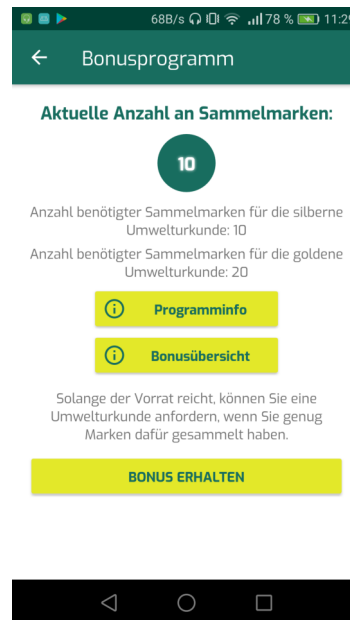 68B/s 78 % 11:29
Bonusprogramm
Aktuelle Anzahl an Sammelmarken:
10
Anzahl benötigter Sammelmarken für die silberne
Umwelturkunde: 10
Anzahl benötigter Sammelmarken für die goldene
Umwelturkunde: 20
Programminfo
Bonusübersicht
Solange der Vorrat reicht, können Sie eine
Umwelturkunde anfordern, wenn Sie genug
Marken dafür gesammelt haben.
BONUS ERHALTEN